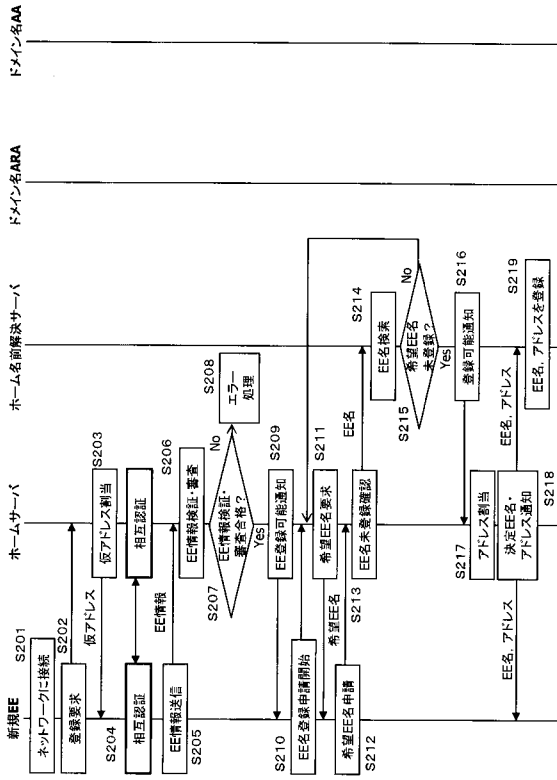 新規EE
ホームサーバ
ホーム名前解決サーバ
ドメイン名ARA
ドメイン名AA
S201
ネットワークに接続
S202
登録要求
S203
仮アドレス割当
仮アドレス
S204
相互認証
相互認証
S205
EE情報送信
EE情報
S206
EE情報検証・審査
S207
EE情報検証・
審査合格?
No
S208
エラー
処理
Yes
S209
EE登録可能通知
S210
EE名登録申請開始
S211
希望EE名要求
S212
希望EE名申請
希望EE名
S213
EE名未登録確認
EE名
S214
EE名検索
S215
希望EE名
未登録?
No
Yes
S216
登録可能通知
S217
アドレス割当
決定EE名・
アドレス通知
S218
EE名, アドレス
EE名, アドレス
S219
EE名, アドレスを登録